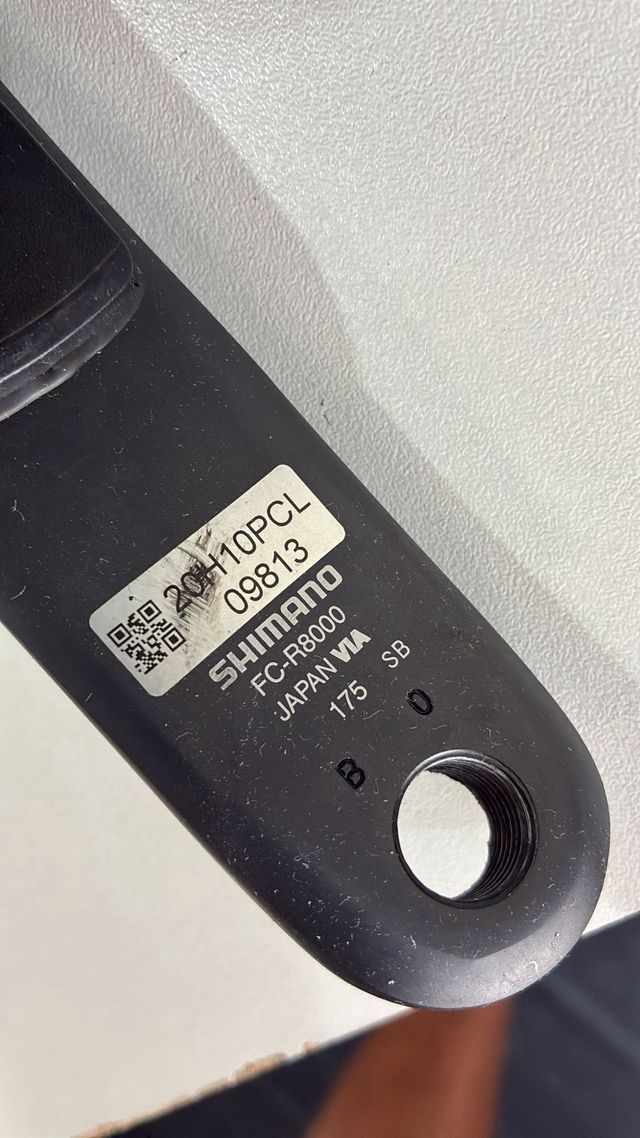 20H10PCL
09813
SHIMANO
FC-R8000
JAPAN VIA
175 SB
B O